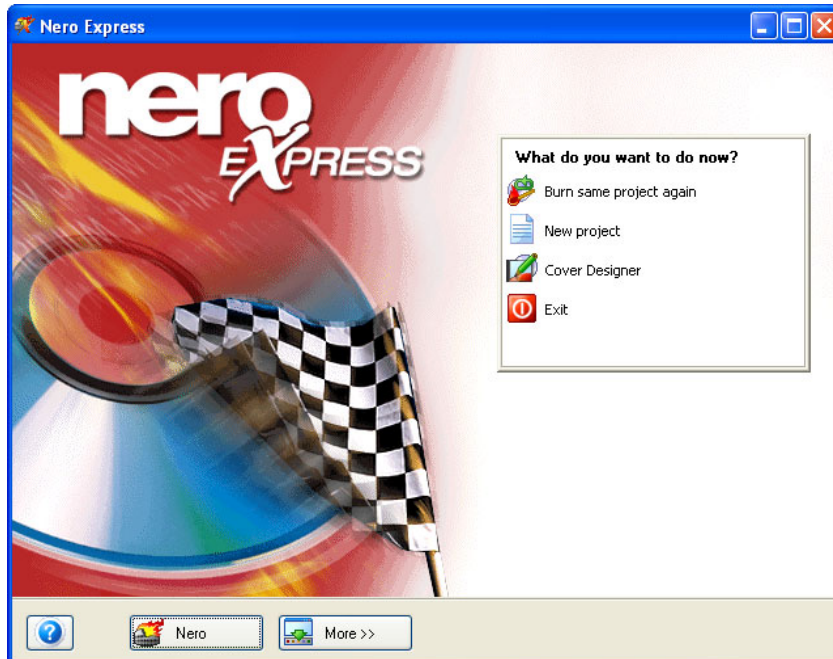 Nero Express
nero
EXPRESS
What do you want to do now?
Burn same project again
New project
Cover Designer
Exit
?
Nero
More >>